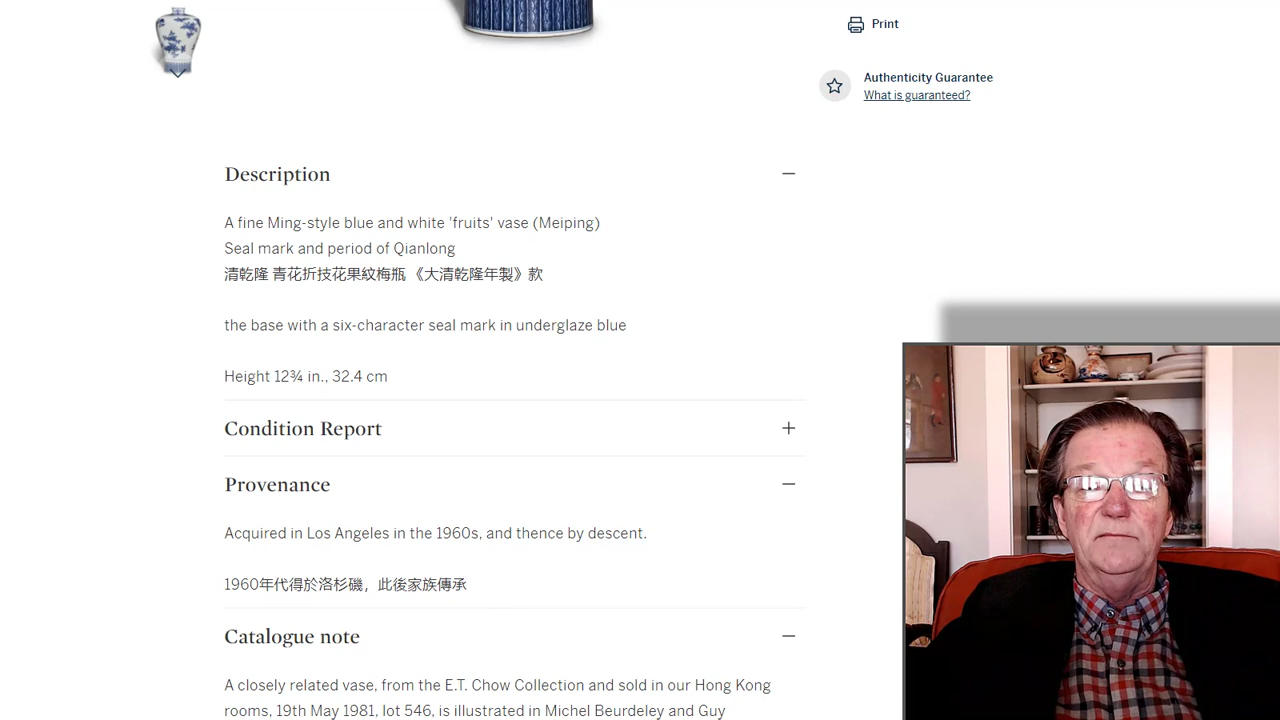 Print
Authenticity Guarantee
What is guaranteed?
Description
A fine Ming-style blue and white 'fruits' vase (Meiping)
Seal mark and period of Qianlong
清乾隆 青花折技花果紋梅瓶 《大清乾隆年製》款
the base with a six-character seal mark in underglaze blue
Height 12¾ in., 32.4 cm
Condition Report
Provenance
Acquired in Los Angeles in the 1960s, and thence by descent.
1960年代得於洛杉磯，此後家族傳承
Catalogue note
A closely related vase, from the E.T. Chow Collection and sold in our Hong Kong
rooms, 19th May 1981, lot 546, is illustrated in Michel Beurdeley and Guy